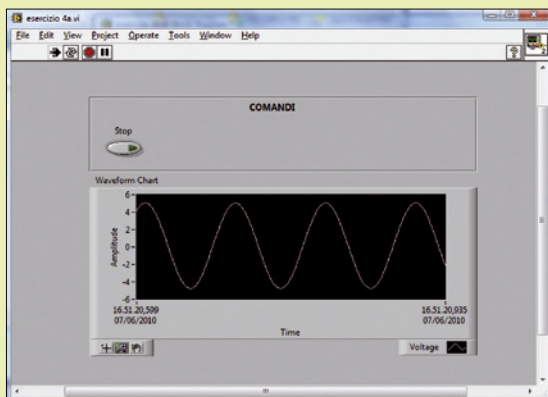 esercizio 4a.vi
File Edit View Project Operate Tools Window Help
?
2
COMANDI
Stop
Waveform Chart
6
4
2
0
-2
-4
-6
Amplitude
16.51.20,599
07/06/2010
16.51.20,935
07/06/2010
Time
Voltage